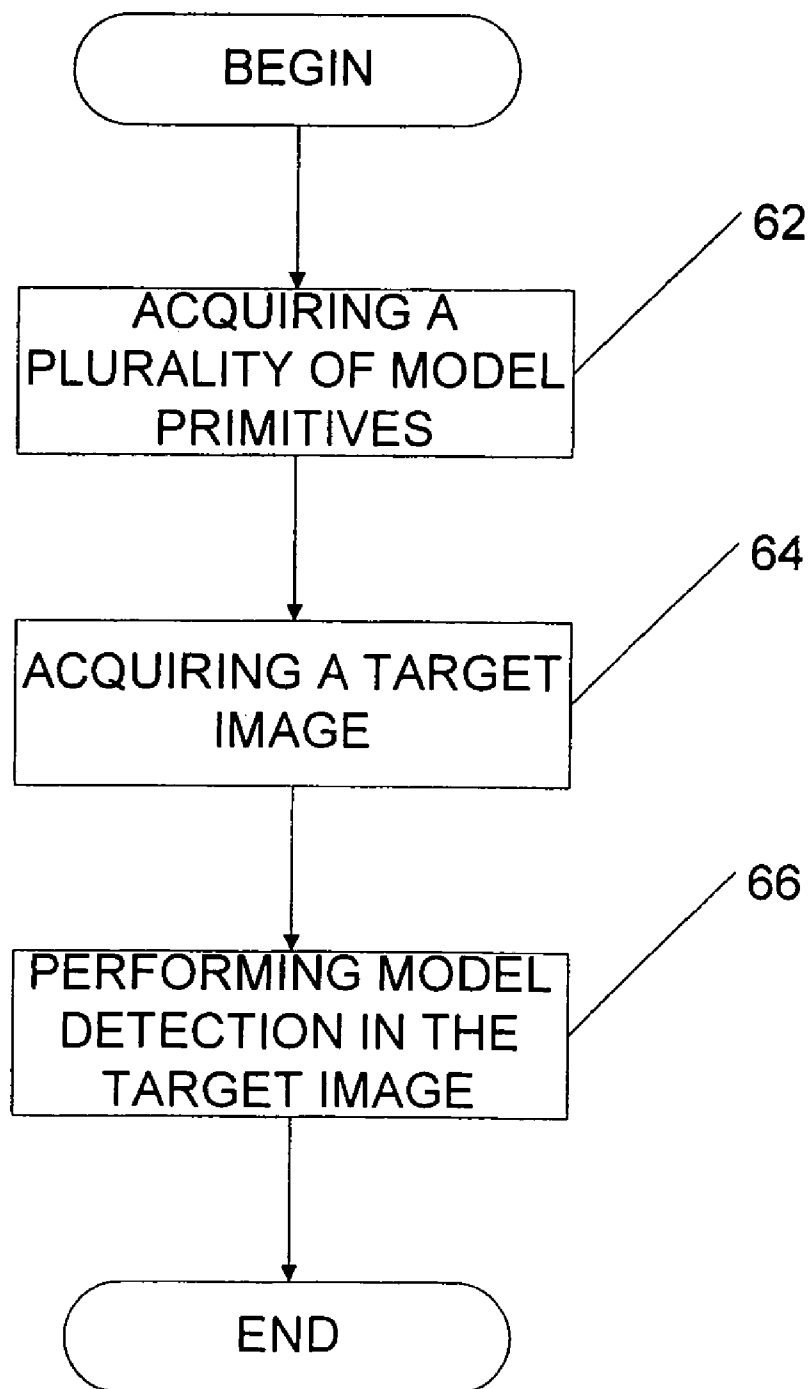 BEGIN
62
ACQUIRING A
PLURALITY OF MODEL
PRIMITIVES
64
ACQUIRING A TARGET
IMAGE
66
PERFORMING MODEL
DETECTION IN THE
TARGET IMAGE
END